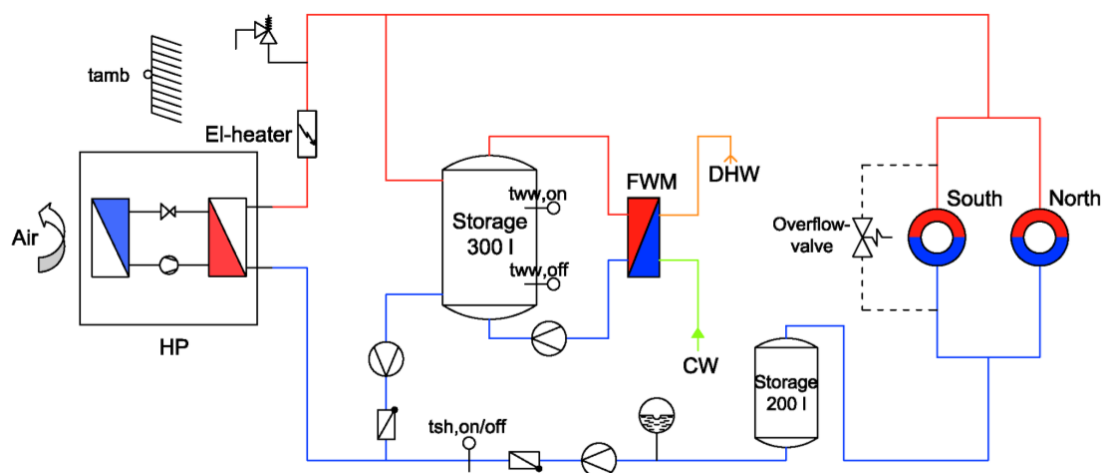 tamb
El-heater
Air
HP
Storage
300 l
tww,on
tww,off
FWM
DHW
CW
Overflow-
valve
South
North
Storage
200 l
tsh,on/off